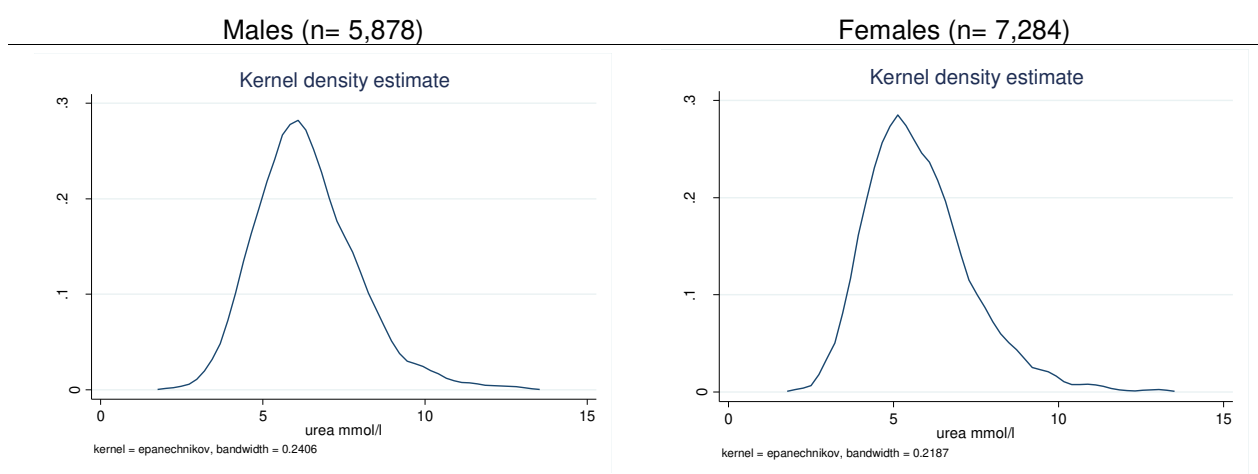 Males (n= 5,878)
Females (n= 7,284)
Kernel density estimate
.3
.2
.1
0
0 5 10 15
urea mmol/l
kernel = epanechnikov, bandwidth = 0.2406
Kernel density estimate
.3
.2
.1
0
0 5 10 15
urea mmol/l
kernel = epanechnikov, bandwidth = 0.2187